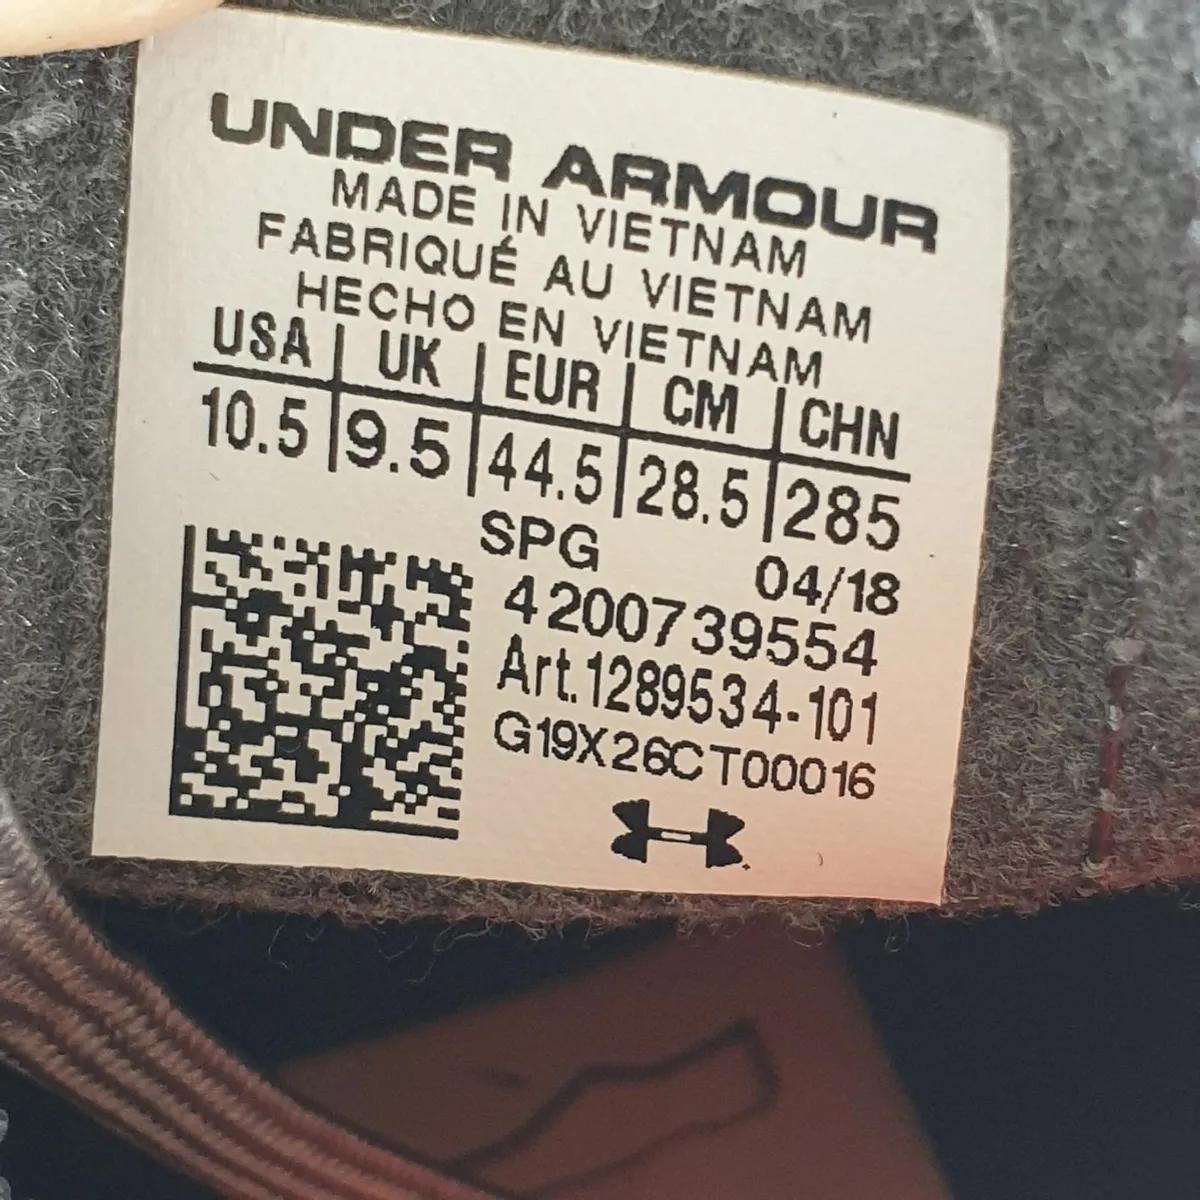 UNDER ARMOUR
MADE IN VIETNAM
FABRIQUÉ AU VIETNAM
HECHO EN VIETNAM
USA | UK | EUR | CM | CHN
10.5 | 9.5 | 44.5 | 28.5 | 285
SPG 04/18
4200739554
Art.1289534-101
G19X26CT00016